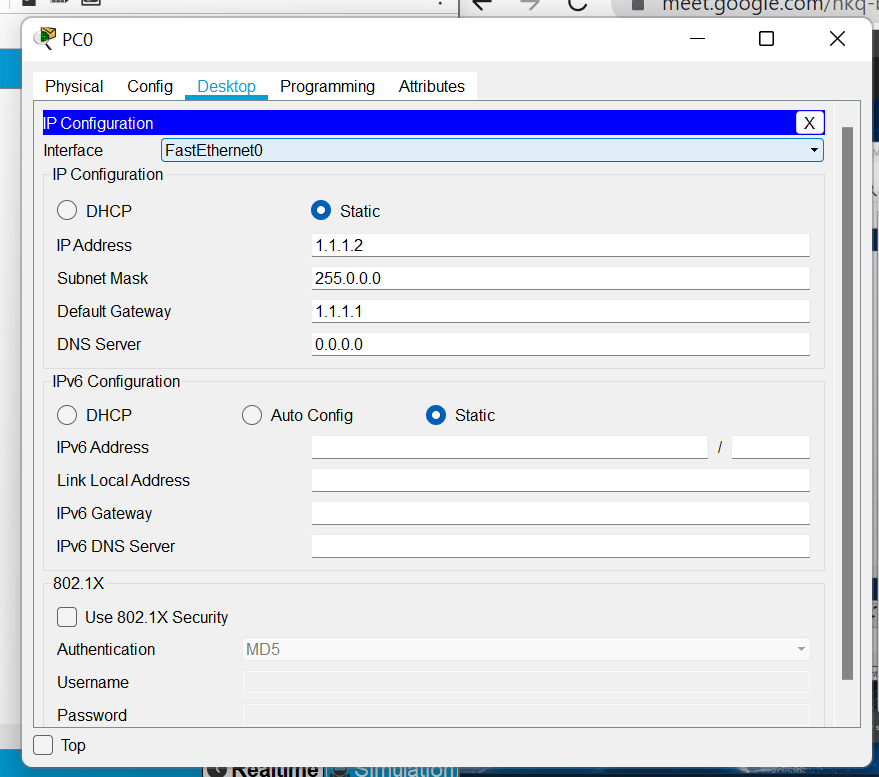 meet.google.com/nkq-
PC0
Physical Config Desktop Programming Attributes
IP Configuration X
Interface FastEthernet0
IP Configuration
DHCP Static
IP Address 1.1.1.2
Subnet Mask 255.0.0.0
Default Gateway 1.1.1.1
DNS Server 0.0.0.0
IPv6 Configuration
DHCP Auto Config Static
IPv6 Address /
Link Local Address
IPv6 Gateway
IPv6 DNS Server
802.1X
Use 802.1X Security
Authentication MD5
Username
Password
Top
Realtime Simulation